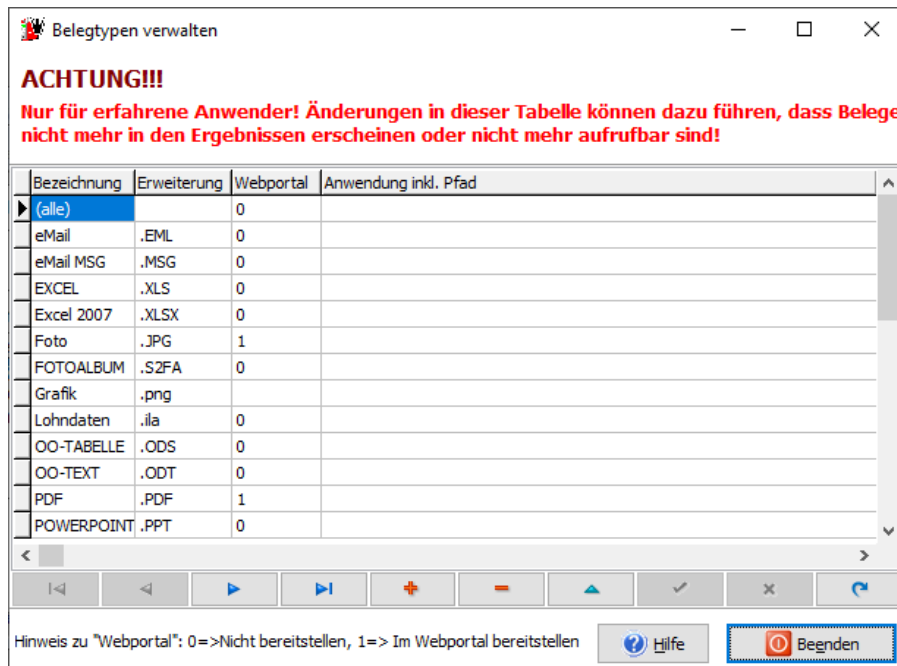 Belegtypen verwalten
ACHTUNG!!!
Nur für erfahrene Anwender! Änderungen in dieser Tabelle können dazu führen, dass Belege
nicht mehr in den Ergebnissen erscheinen oder nicht mehr aufrufbar sind!
Bezeichnung Erweiterung Webportal Anwendung inkl. Pfad
(alle) 0
eMail .EML 0
eMail MSG .MSG 0
EXCEL .XLS 0
Excel 2007 .XLSX 0
Foto .JPG 1
FOTOALBUM .S2FA 0
Grafik .png
Lohndaten .ila 0
OO-TABELLE .ODS 0
OO-TEXT .ODT 0
PDF .PDF 1
POWERPOINT .PPT 0
Hinweis zu "Webportal": 0=>Nicht bereitstellen, 1=> Im Webportal bereitstellen Hilfe Beenden